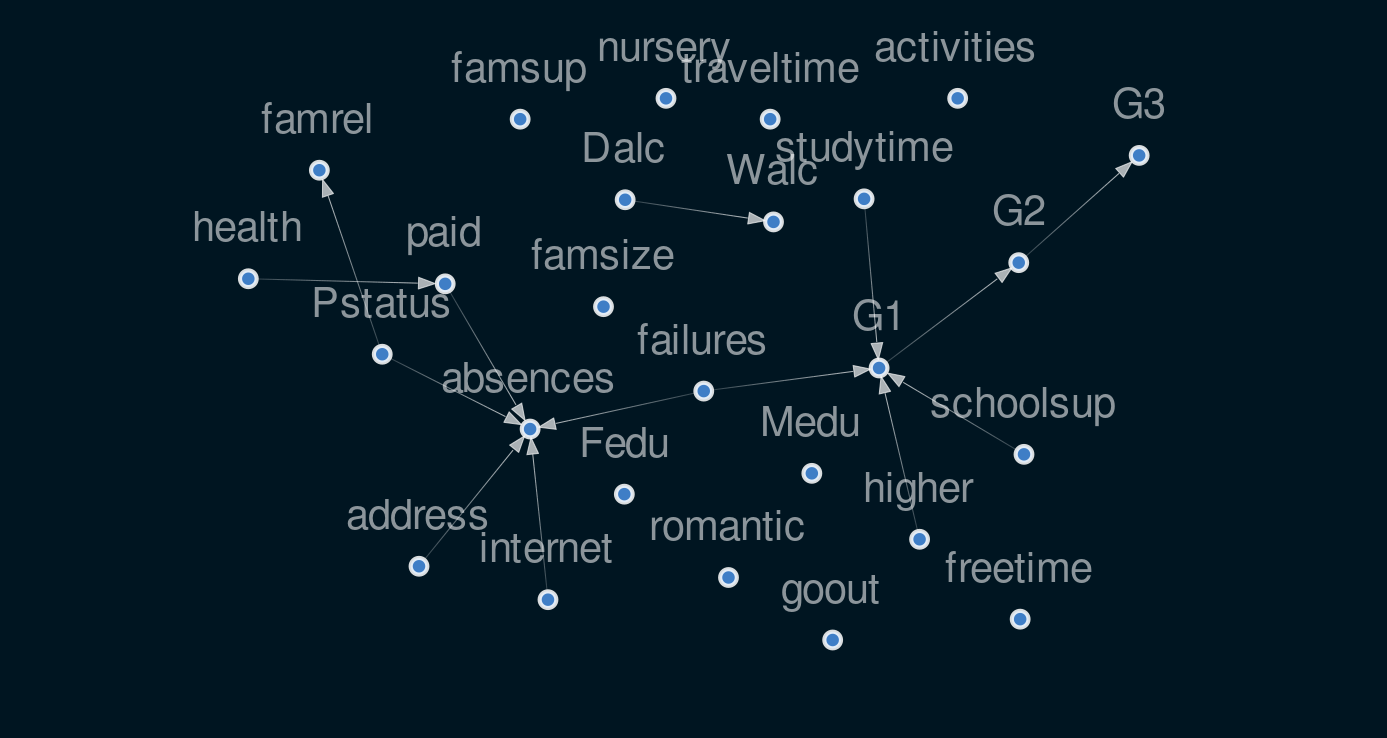 nursery
activities
famsup
traveltime
G3
famrel
Dalc
studytime
Walc
G2
health
paid
famsize
Pstatus
G1
failures
absences
schoolsup
Medu
Fedu
higher
address
romantic
internet
freetime
goout